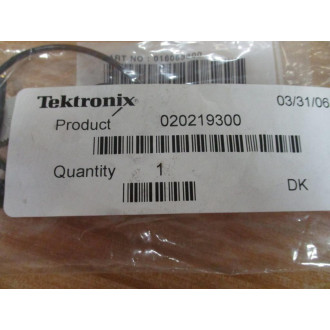 Tektronix
03/31/06
Product 020219300
Quantity 1
DK